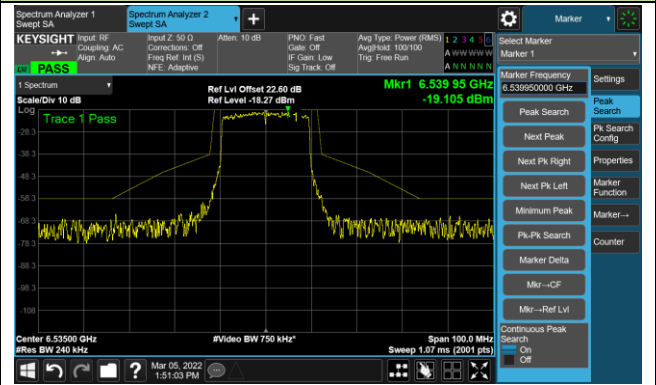 Spectrum Analyzer 1
Swept SA
Spectrum Analyzer 2
Swept SA
Marker
KEYSIGHT
Input: RF
Coupling: AC
Align: Auto
Input Z: 50 Ω
Corrections: Off
Freq Ref: Int (S)
NFE: Adaptive
Atten: 10 dB
PNO: Fast
Gate: Off
IF Gain: Low
Sig Track: Off
Avg Type: Power (RMS)
Avg|Hold: 100/100
Trig: Free Run
1 2 3 4 5 6
A W W W W W
A N N N N N
LXI PASS
Select Marker
Marker 1
1 Spectrum
Scale/Div 10 dB
Ref Lvl Offset 22.60 dB
Ref Level -18.27 dBm
Mkr1 6.539 95 GHz
-19.105 dBm
Log
Trace 1 Pass
1
-28.3
-38.3
-48.3
-58.3
-68.3
-78.3
-88.3
-98.3
-108
Center 6.53500 GHz
#Res BW 240 kHz
#Video BW 750 kHz*
Span 100.0 MHz
Sweep 1.07 ms (2001 pts)
Marker Frequency
6.539950000 GHz
Peak Search
Next Peak
Next Pk Right
Next Pk Left
Minimum Peak
Pk-Pk Search
Marker Delta
Mkr→CF
Mkr→Ref Lvl
Continuous Peak
Search
On
Off
Settings
Peak
Search
Pk Search
Config
Properties
Marker
Function
Marker→
Counter
Mar 05, 2022
1:51:03 PM